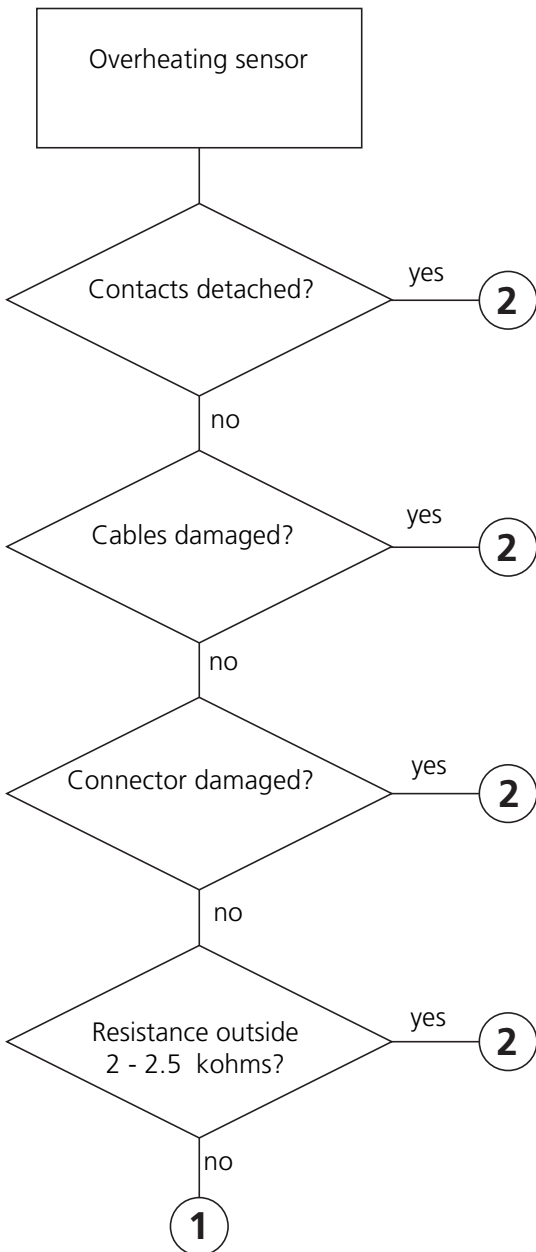 Overheating sensor
Contacts detached?
yes
2
no
Cables damaged?
yes
2
no
Connector damaged?
yes
2
no
Resistance outside
2 - 2.5 kohms?
yes
2
no
1